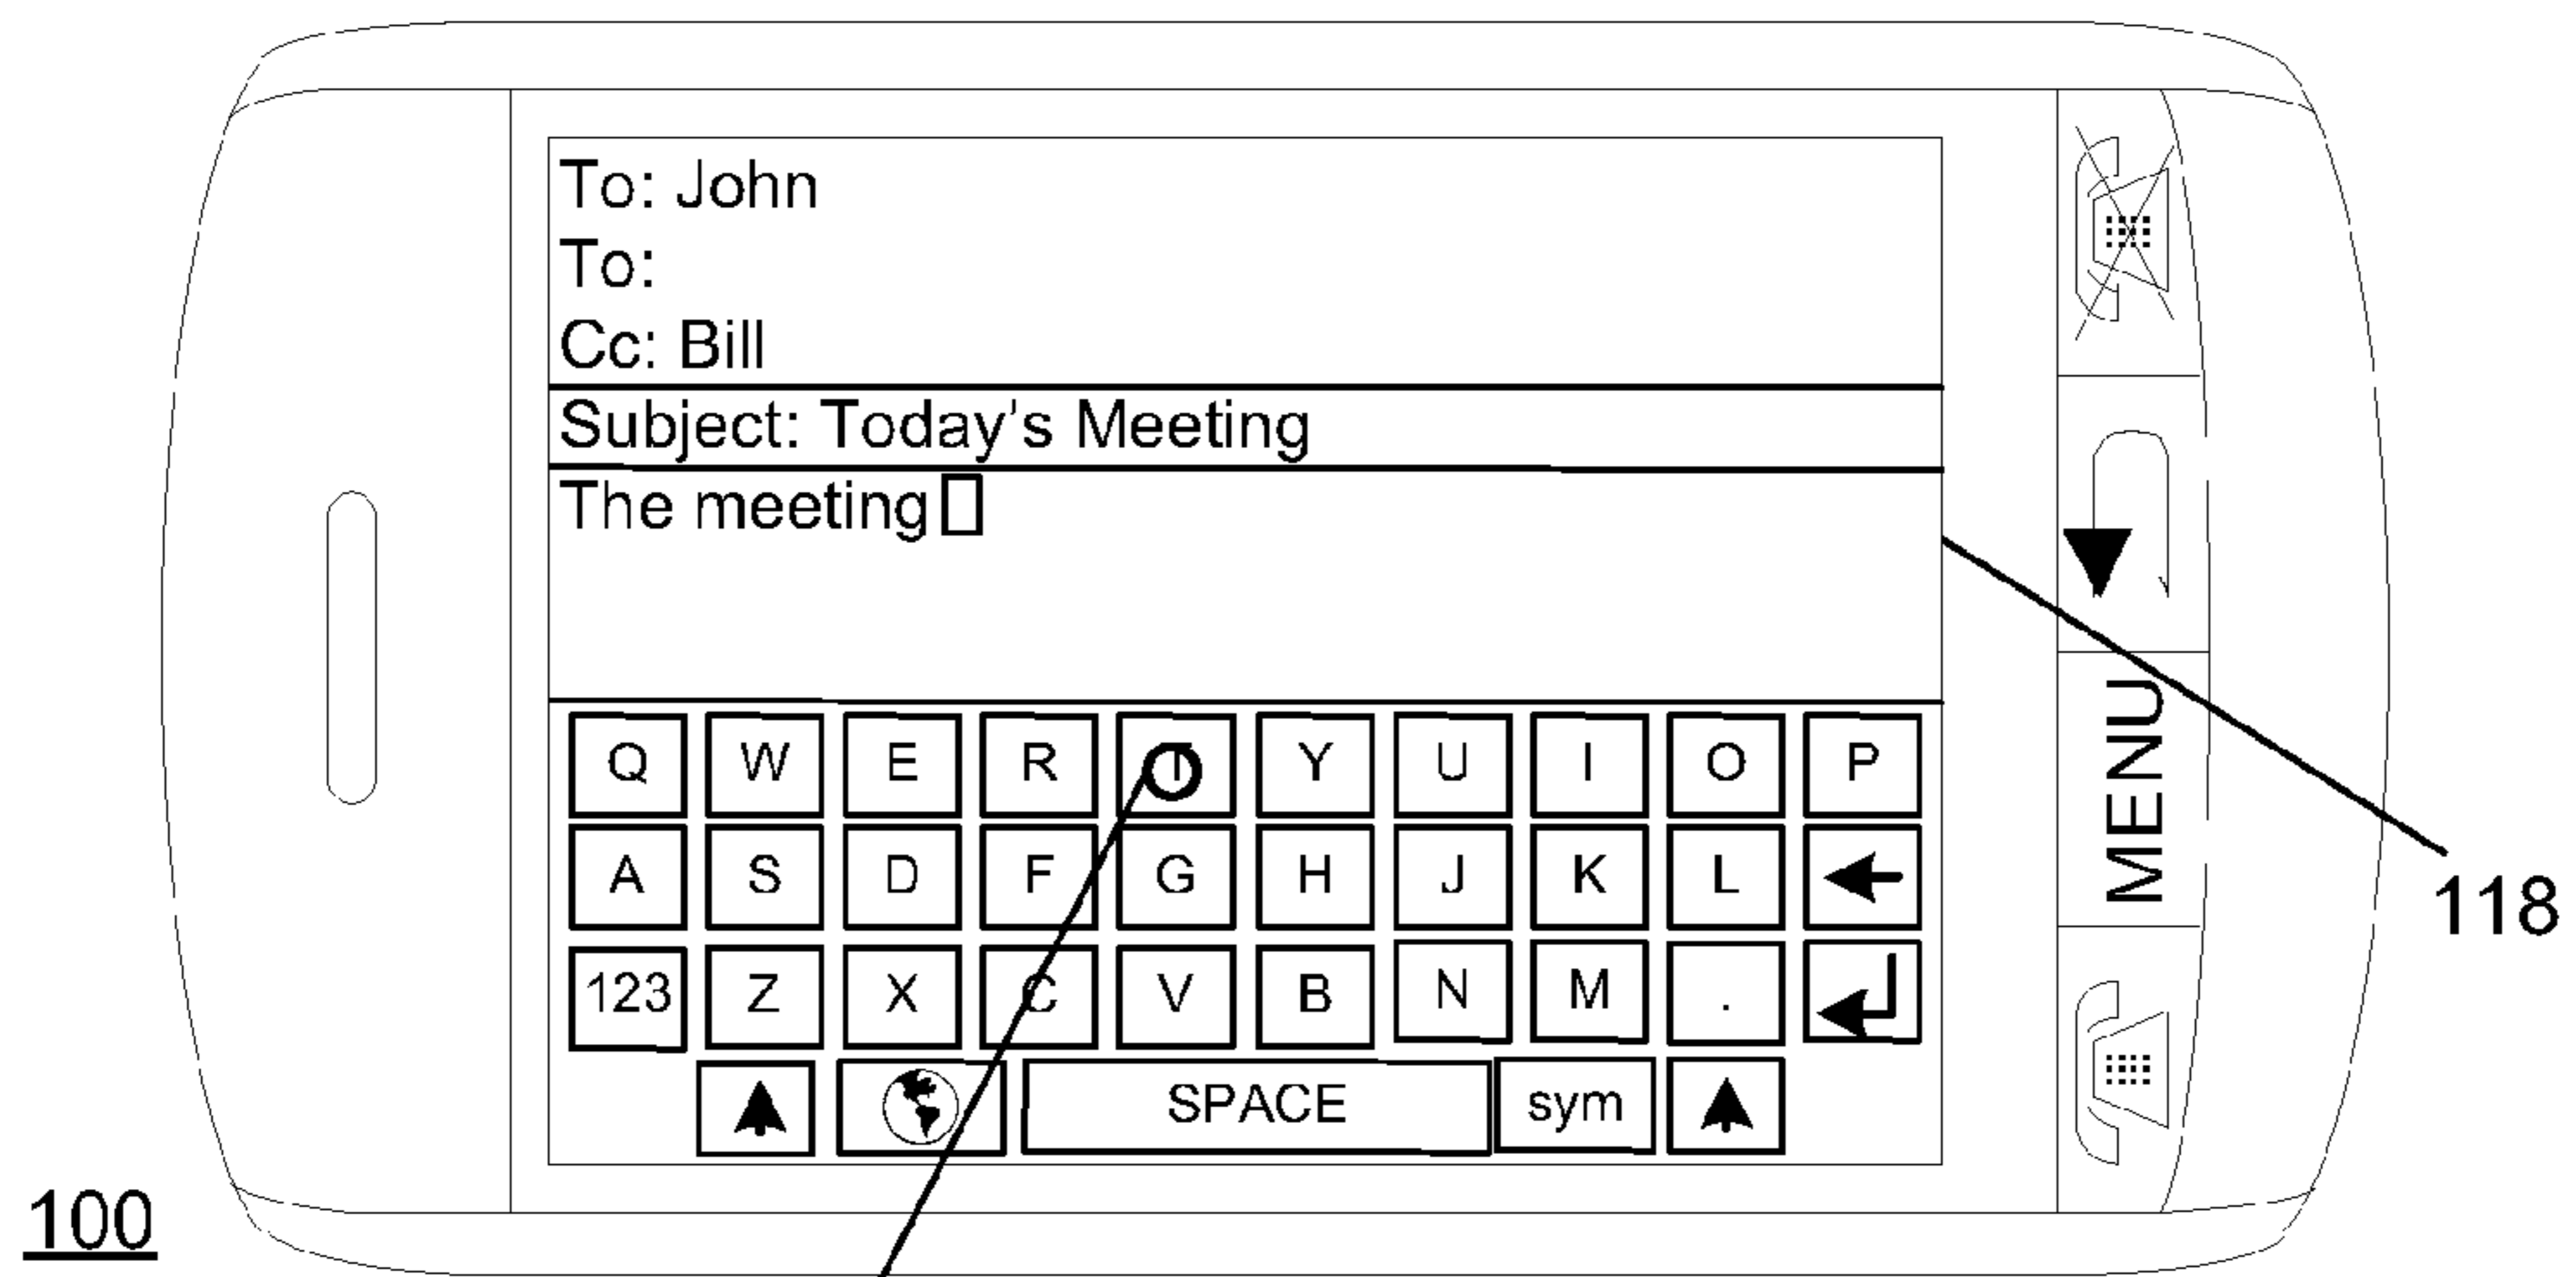 To: John
To:
Cc: Bill
Subject: Today's Meeting
The meeting
Q W E R T Y U I O P
A S D F G H J K L
123 Z X C V B N M .
SPACE sym
MENU
118
100